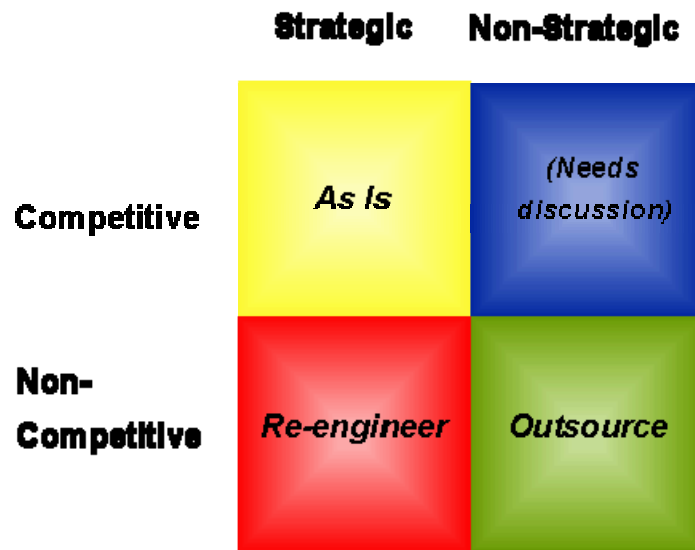 Strategic Non-Strategic
Competitive
As Is
(Needs
discussion)
Non-
Competitive
Re-engineer
Outsource